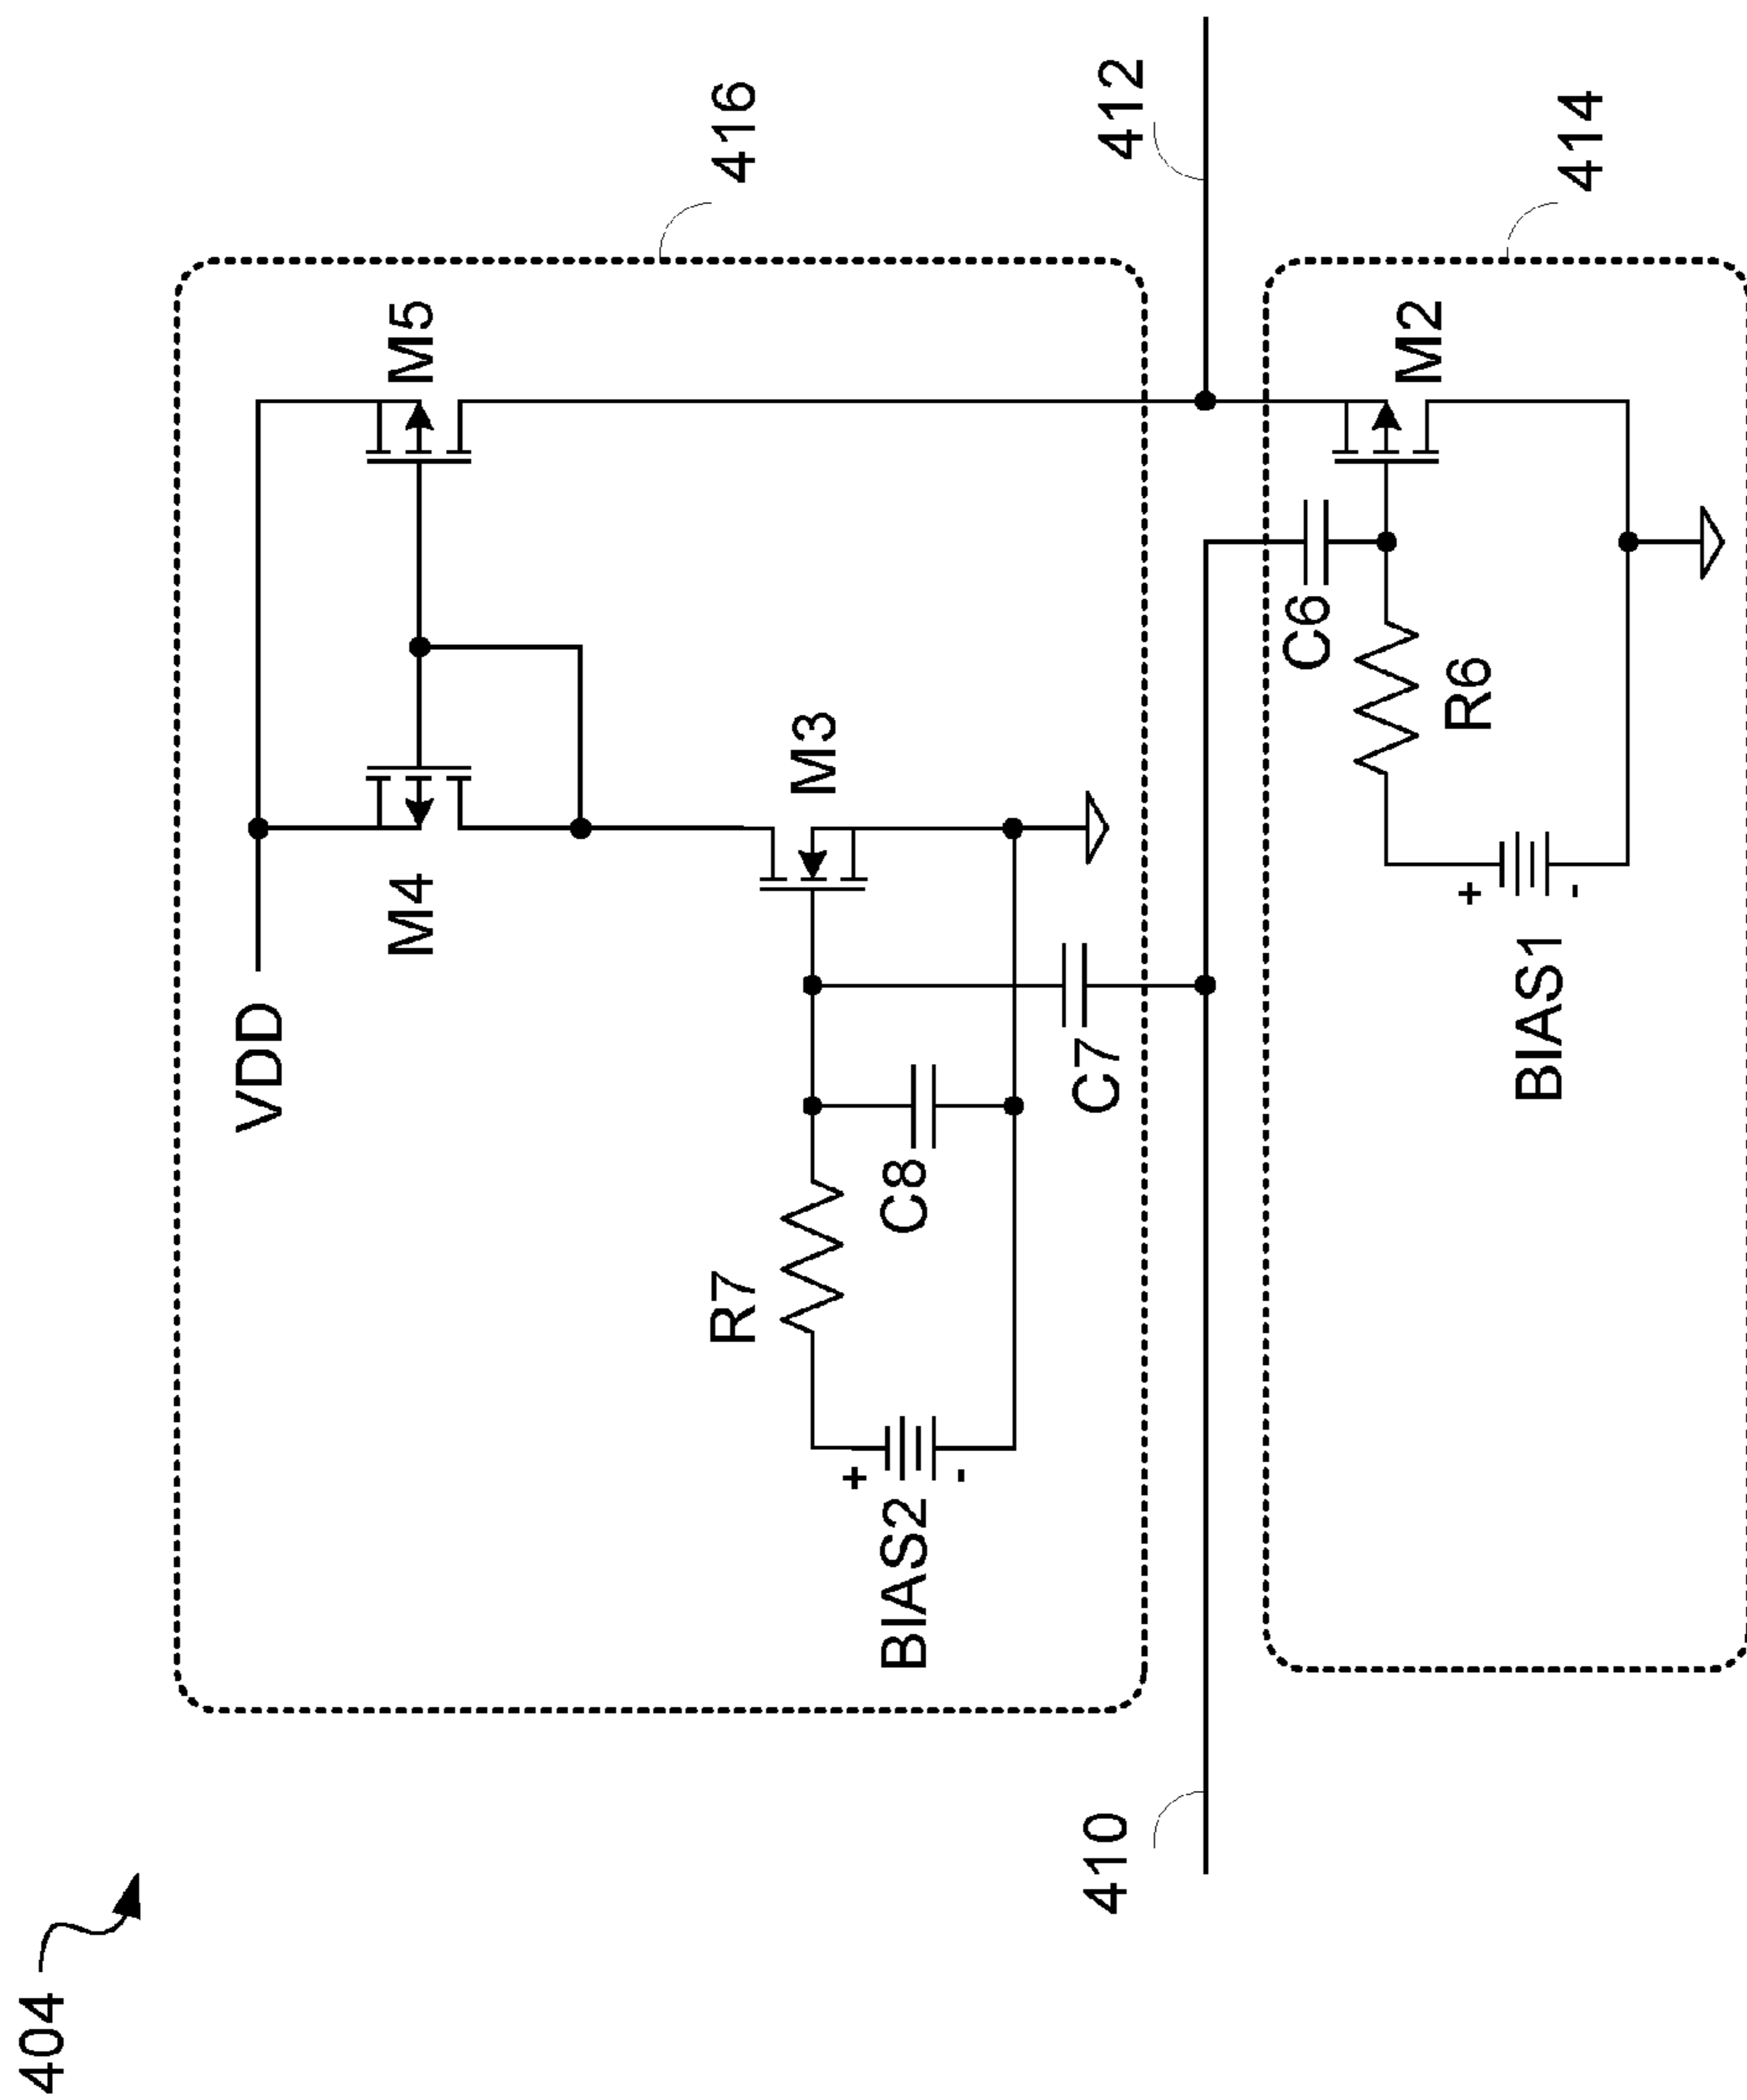 404
410
412
416
414
VDD
M4
M5
M3
R7
C8
BIAS2
+
-
C7
C6
M2
R6
BIAS1
+
-